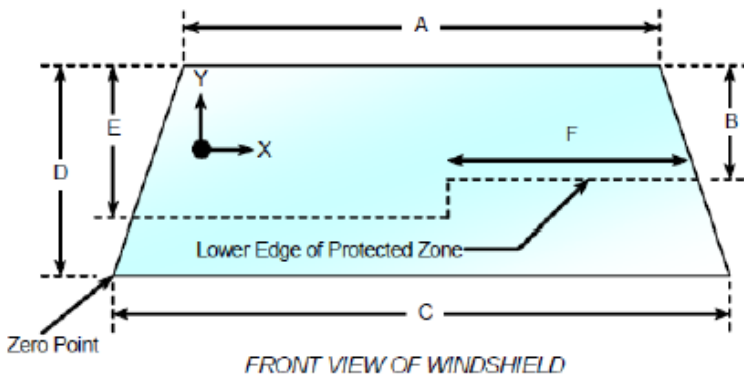 A
Y
B
E
F
X
D
Lower Edge of Protected Zone
C
Zero Point
FRONT VIEW OF WINDSHIELD